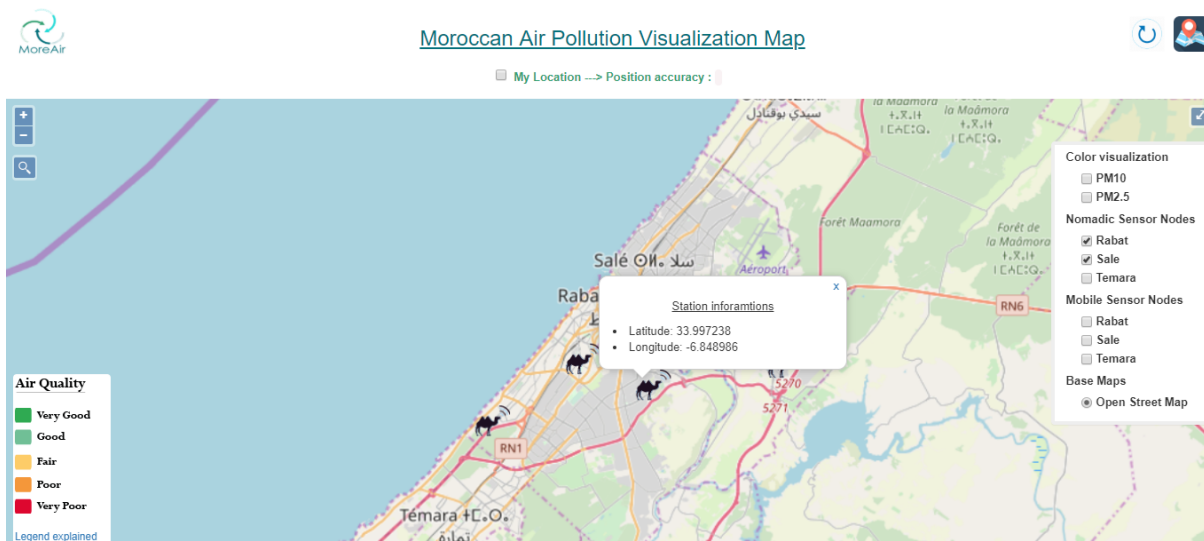 MoreAir
Moroccan Air Pollution Visualization Map
My Location ---> Position accuracy :
+
−
سيدي بوقنادل
la Maâmora
ⵜ.ⴳ.ⵏⵜ
Forêt Maamora
Forêt de
la Maâmora
Salé ⵙⵍⴰ سلا
Aéroport
Raba
RN6
x
Station inforamtions
• Latitude: 33.997238
• Longitude: -6.848986
5270
5271
RN1
Témara
تمارة
Color visualization
PM10
PM2.5
Nomadic Sensor Nodes
Rabat
Sale
Temara
Mobile Sensor Nodes
Rabat
Sale
Temara
Base Maps
Open Street Map
Air Quality
Very Good
Good
Fair
Poor
Very Poor
Legend explained